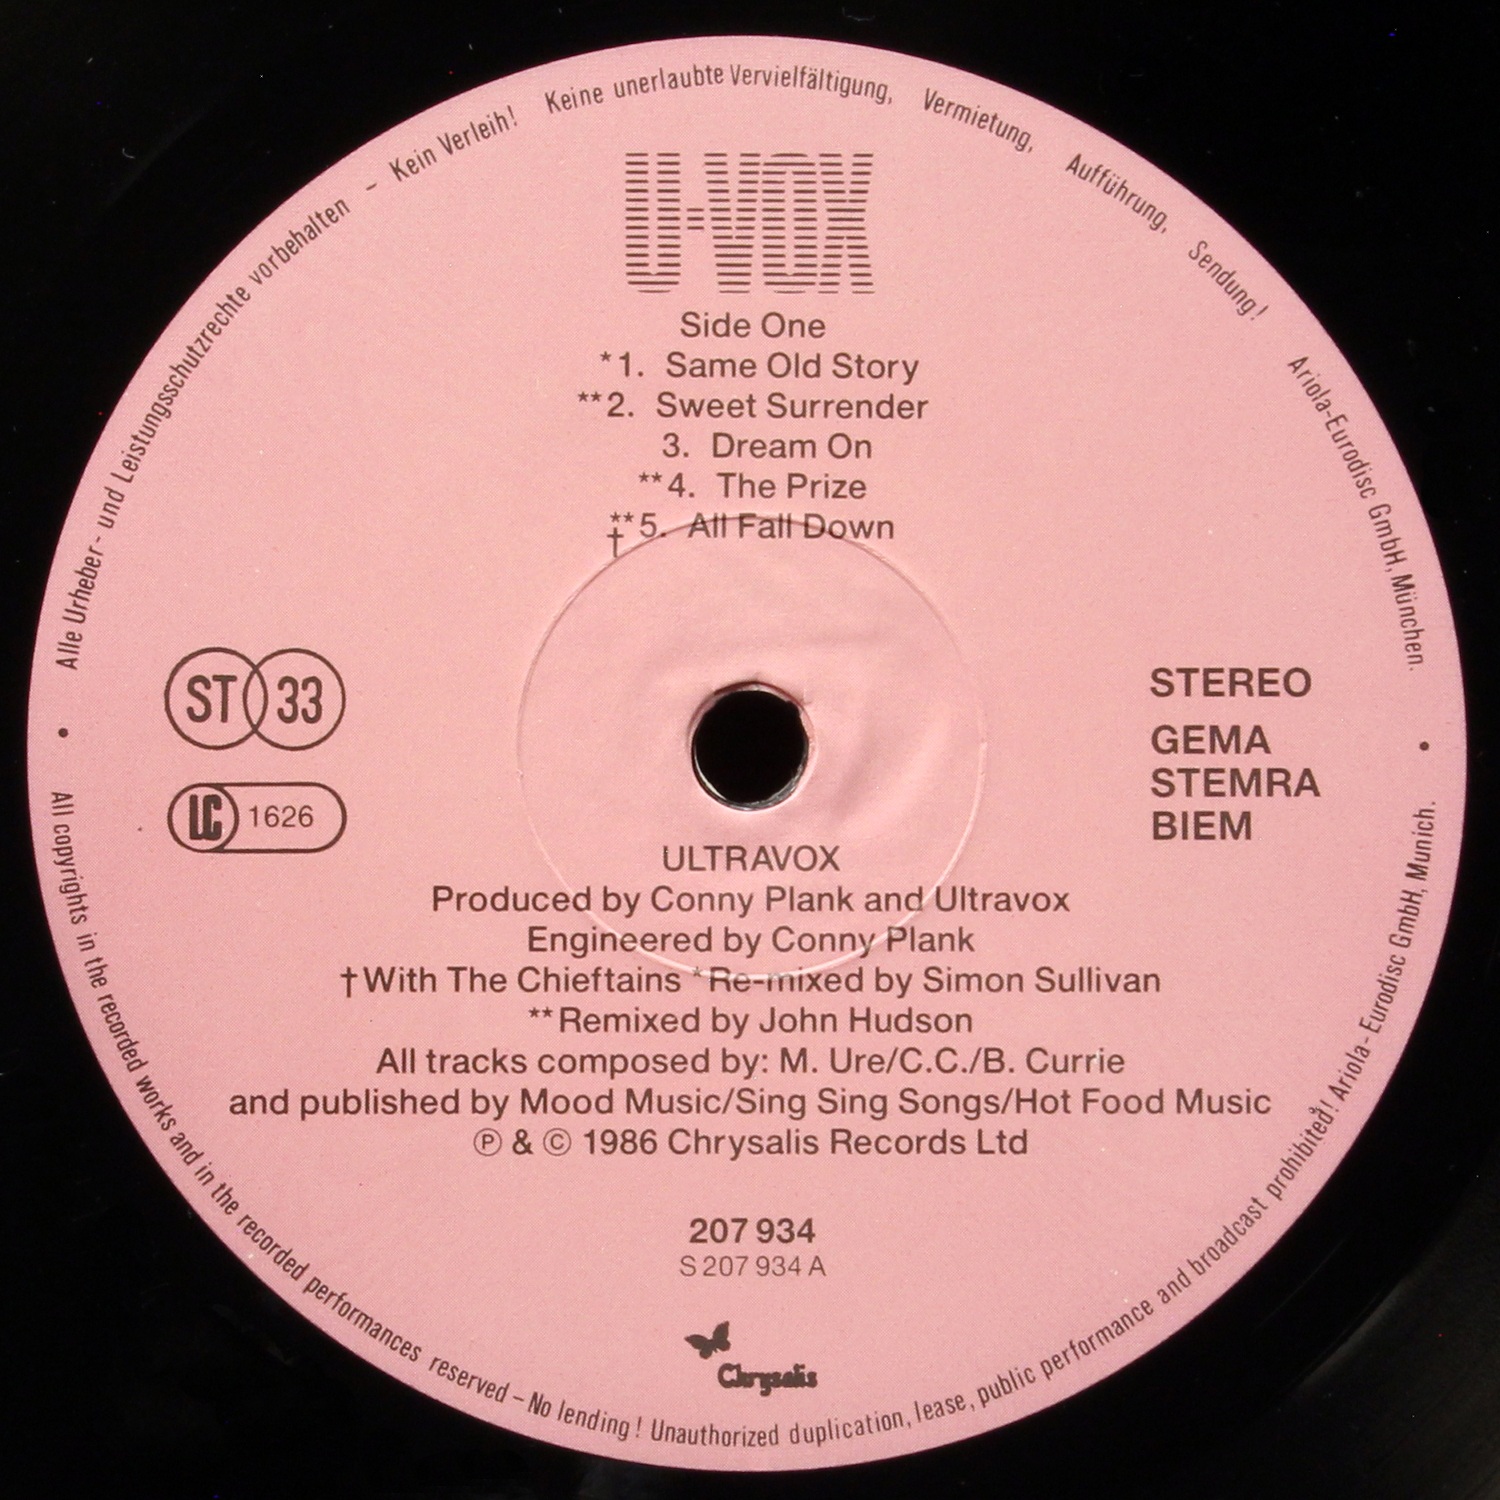 Alle Urheber- und Leistungsschutzrechte vorbehalten – Kein Verleih! Keine unerlaubte Vervielfältigung, Vermietung, Aufführung, Sendung! Ariola-Eurodisc GmbH, München.
U-VOX
Side One
*1. Same Old Story
**2. Sweet Surrender
3. Dream On
**4. The Prize
**†5. All Fall Down
ST 33
LC 1626
STEREO
GEMA
STEMRA
BIEM
ULTRAVOX
Produced by Conny Plank and Ultravox
Engineered by Conny Plank
†With The Chieftains *Re-mixed by Simon Sullivan
**Remixed by John Hudson
All tracks composed by: M. Ure/C.C./B. Currie
and published by Mood Music/Sing Sing Songs/Hot Food Music
℗ & © 1986 Chrysalis Records Ltd
207 934
S 207 934 A
Chrysalis
All copyrights in the recorded works and in the recorded performances reserved – No lending! Unauthorized duplication, lease, public performance and broadcast prohibited! Ariola-Eurodisc GmbH, Munich.